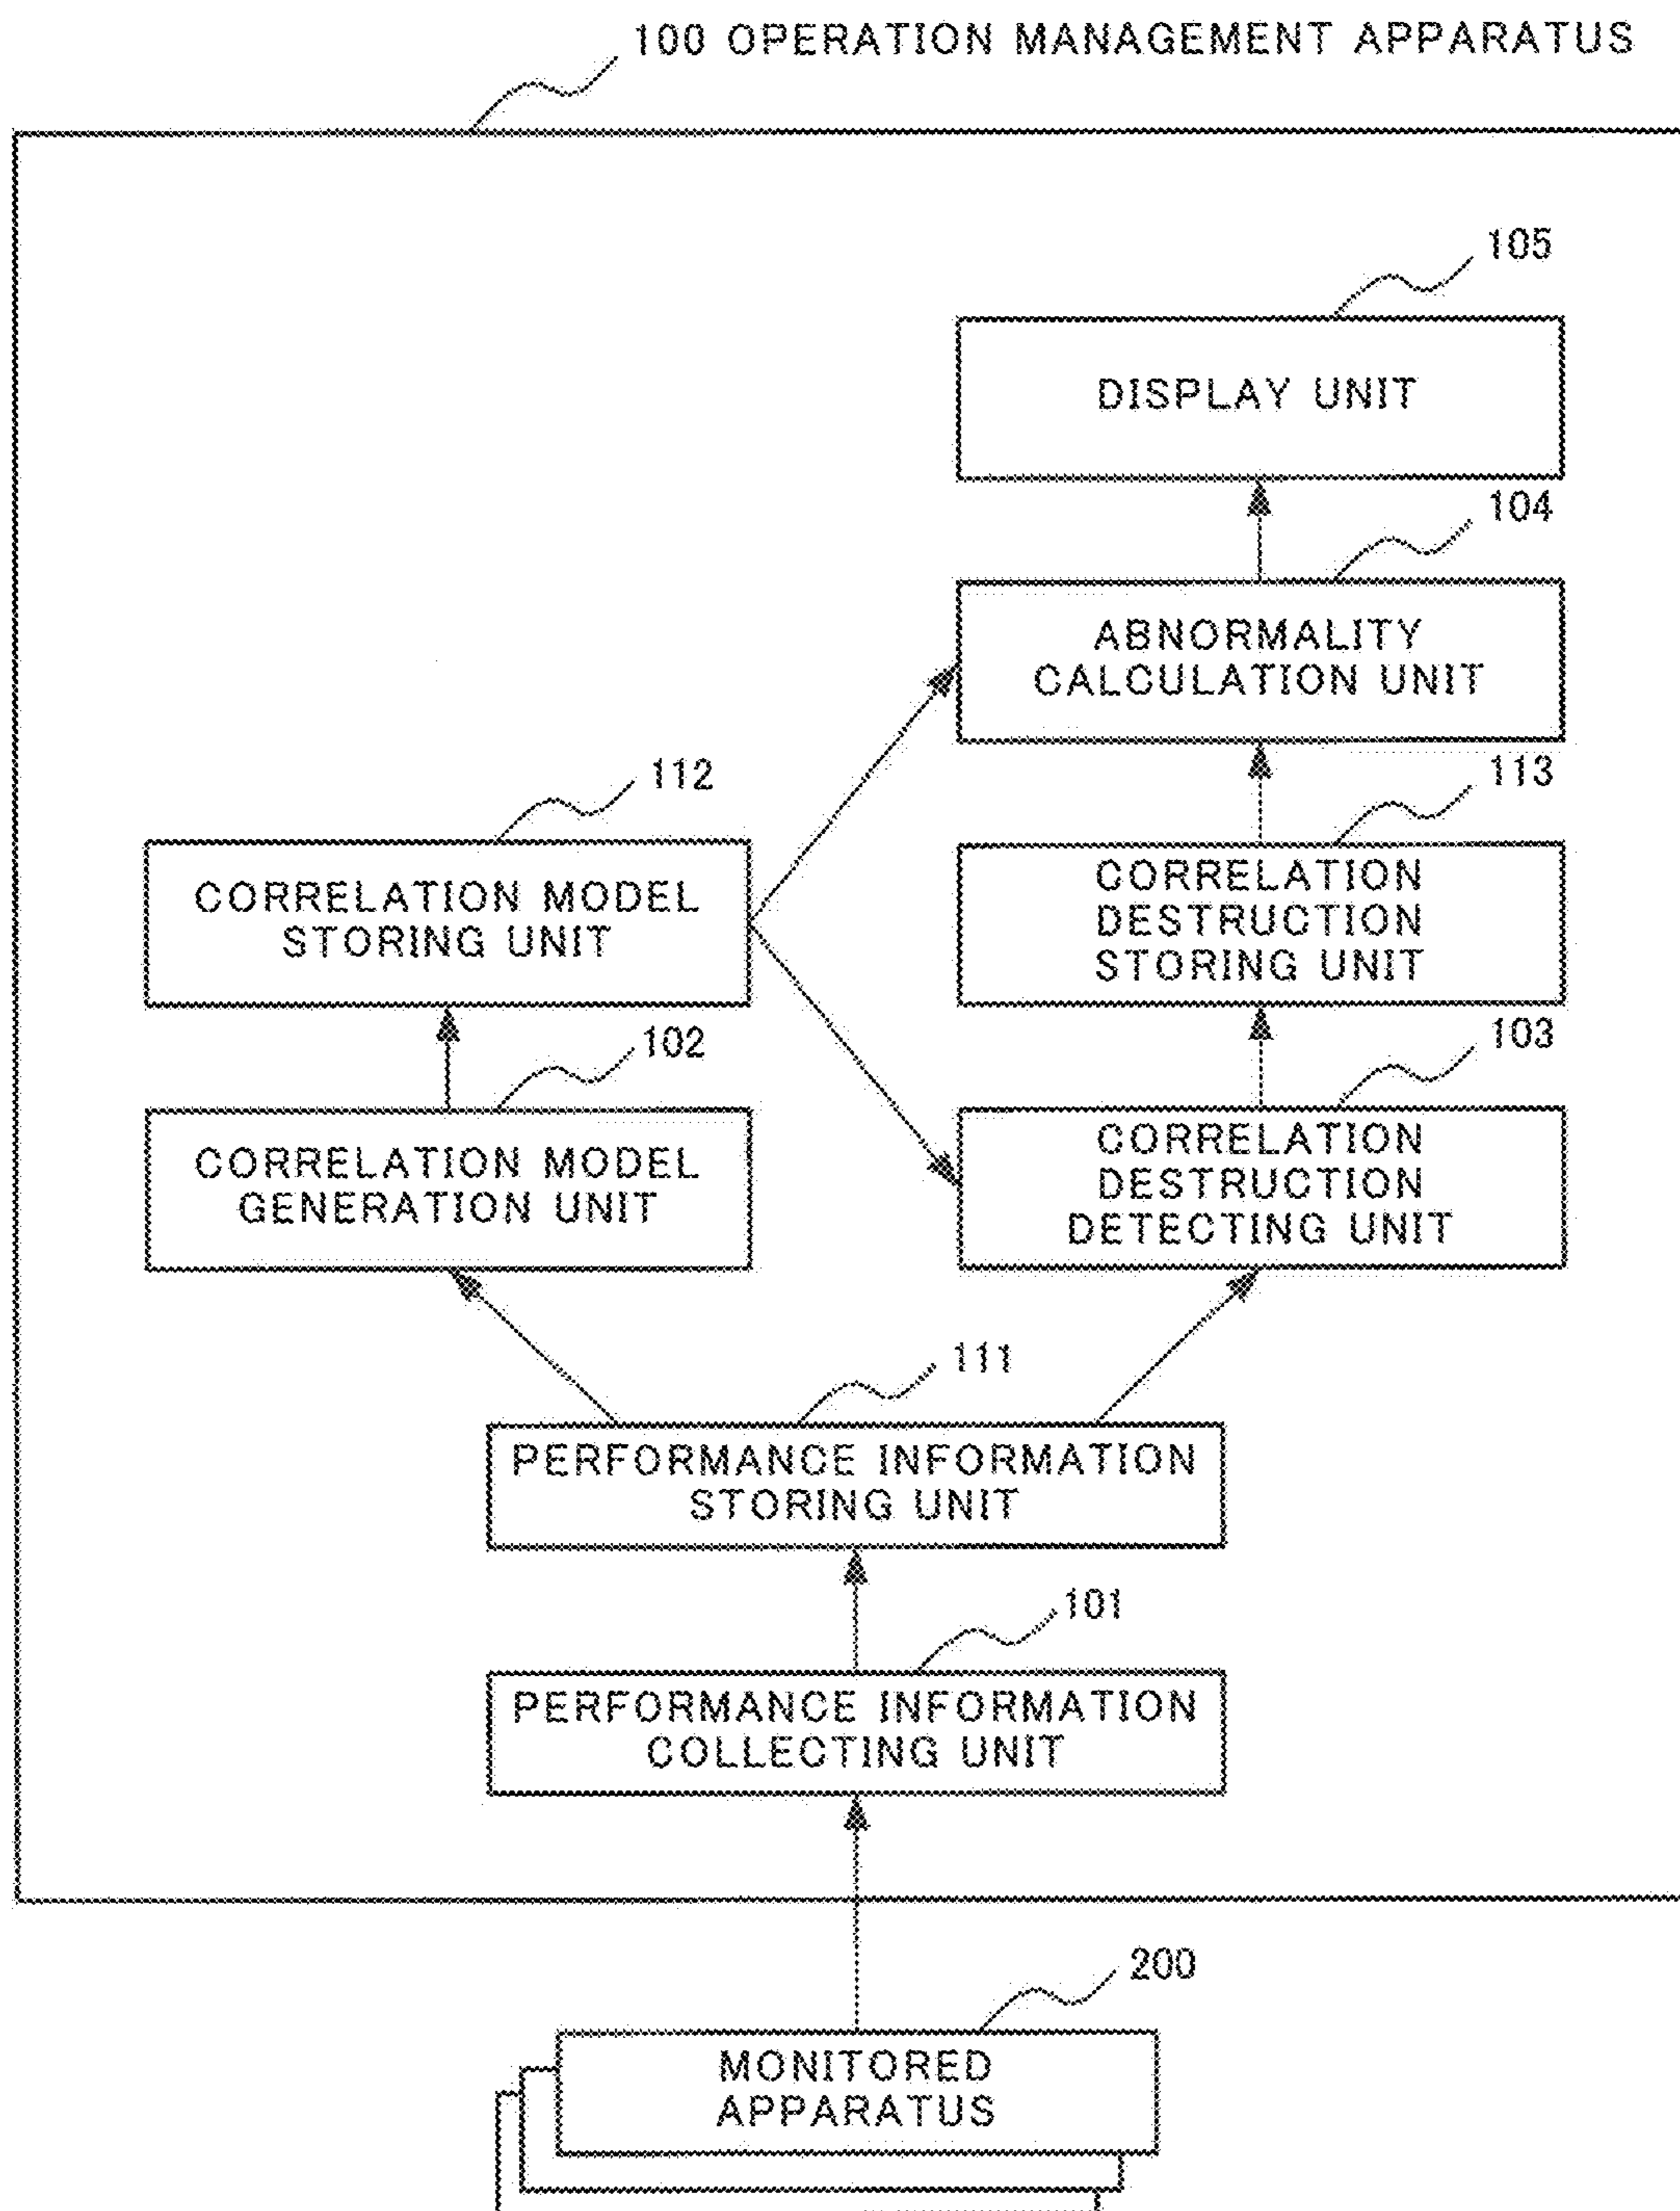 100 OPERATION MANAGEMENT APPARATUS
105
DISPLAY UNIT
104
ABNORMALITY
CALCULATION UNIT
112
113
CORRELATION MODEL
STORING UNIT
CORRELATION
DESTRUCTION
STORING UNIT
102
103
CORRELATION MODEL
GENERATION UNIT
CORRELATION
DESTRUCTION
DETECTING UNIT
111
PERFORMANCE INFORMATION
STORING UNIT
101
PERFORMANCE INFORMATION
COLLECTING UNIT
200
MONITORED
APPARATUS